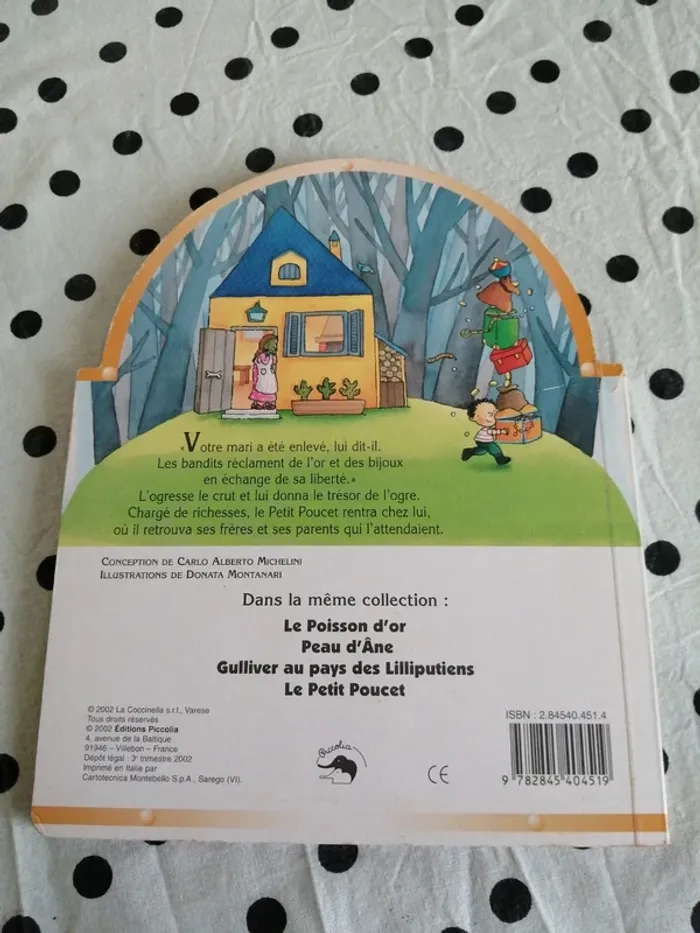 «Votre mari a été enlevé, lui dit-il.
Les bandits réclament de l'or et des bijoux
en échange de sa liberté.»
L'ogresse le crut et lui donna le trésor de l'ogre.
Chargé de richesses, le Petit Poucet rentra chez lui,
où il retrouva ses frères et ses parents qui l'attendaient.
CONCEPTION DE CARLO ALBERTO MICHELINI
ILLUSTRATIONS DE DONATA MONTANARI
Dans la même collection :
Le Poisson d'or
Peau d'Âne
Gulliver au pays des Lilliputiens
Le Petit Poucet
© 2002 La Coccinella s.r.l., Varese
Tous droits réservés
© 2002 Éditions Piccolia
4, avenue de la Baltique
91946 – Villebon – France
Dépôt légal : 3e trimestre 2002
Imprimé en Italie par
Cartotecnica Montebello S.p.A., Sarego (VI).
Piccolia
CE
ISBN : 2.84540.451.4
9 782845 404519